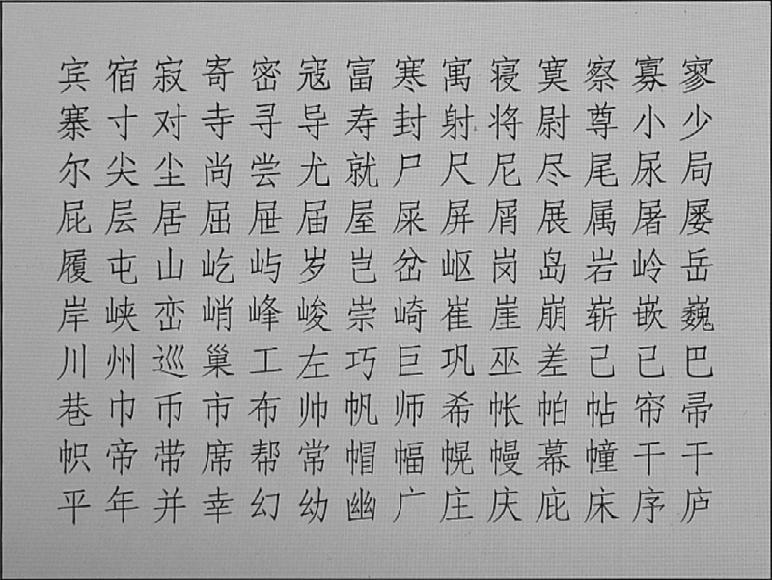 宾宿寂寄密寇富寒寓寝寞察寡寥
寨寸对寺寻导寿封射将尉尊小少
尔尖尘尚尝尤就尸尺尼尽尾尿局
屁层居屈屉届屋屎屏屑展属屠屡
履屯山屹屿岁岂岔岖岗岛岩岭岳
岸峡峦峭峰峻崇崎崔崖崩崭嵌巍
川州巡巢工左巧巨巩巫差己已巴
巷巾币市布帅帆师希帐帕帖帘帚
帜帝带席帮常帽幅幌幔幕幢干于
平年并幸幻幼幽广庄庆庇床序庐